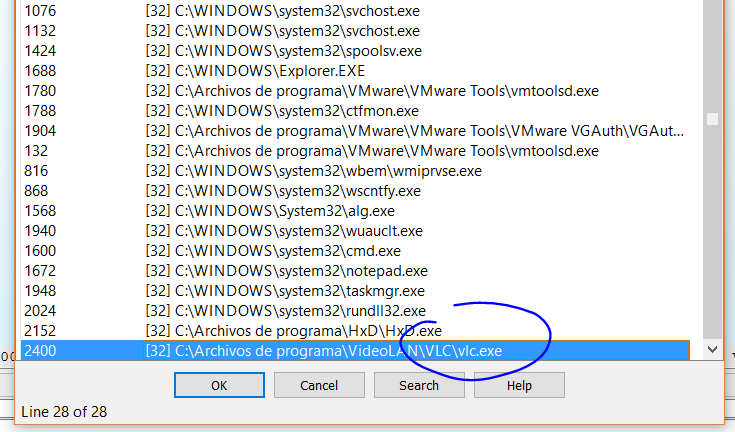 1076 [32] C:\WINDOWS\system32\svchost.exe
1132 [32] C:\WINDOWS\system32\svchost.exe
1424 [32] C:\WINDOWS\system32\spoolsv.exe
1688 [32] C:\WINDOWS\Explorer.EXE
1780 [32] C:\Archivos de programa\VMware\VMware Tools\vmtoolsd.exe
1788 [32] C:\WINDOWS\system32\ctfmon.exe
1904 [32] C:\Archivos de programa\VMware\VMware Tools\VMware VGAuth\VGAut...
132 [32] C:\Archivos de programa\VMware\VMware Tools\vmtoolsd.exe
816 [32] C:\WINDOWS\system32\wbem\wmiprvse.exe
868 [32] C:\WINDOWS\system32\wscntfy.exe
1568 [32] C:\WINDOWS\System32\alg.exe
1940 [32] C:\WINDOWS\system32\wuauclt.exe
1600 [32] C:\WINDOWS\system32\cmd.exe
1672 [32] C:\WINDOWS\system32\notepad.exe
1948 [32] C:\WINDOWS\system32\taskmgr.exe
2024 [32] C:\WINDOWS\system32\rundll32.exe
2152 [32] C:\Archivos de programa\HxD\HxD.exe
2400 [32] C:\Archivos de programa\VideoLAN\VLC\vlc.exe
OK Cancel Search Help
Line 28 of 28